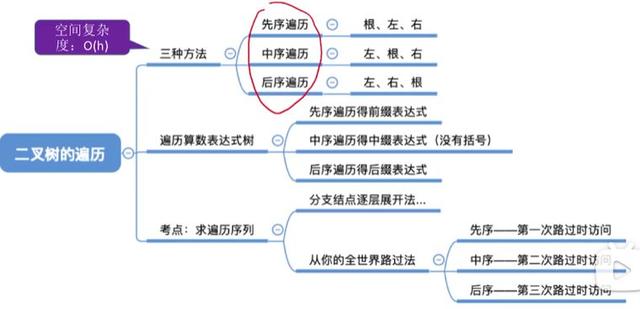 空间复杂
度：O(h)
三种方法
先序遍历
根、左、右
中序遍历
左、根、右
后序遍历
左、右、根
二叉树的遍历
遍历算数表达式树
先序遍历得前缀表达式
中序遍历得中缀表达式（没有括号）
后序遍历得后缀表达式
考点：求遍历序列
分支结点逐层展开法...
从你的全世界路过法
先序——第一次路过时访问
中序——第二次路过时访问
后序——第三次路过时访问